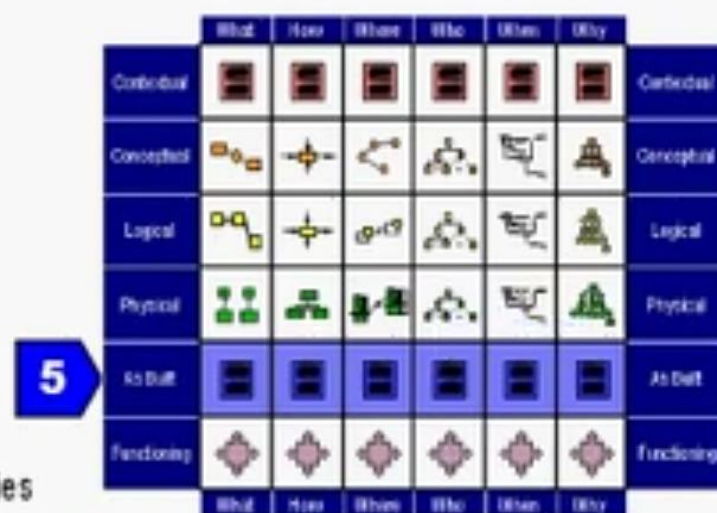 What How Where Who When Why
Contextual Contextual
Conceptual Conceptual
Logical Logical
Physical Physical
5 As Built As Built
Functioning Functioning
ies
What How Where Who When Why